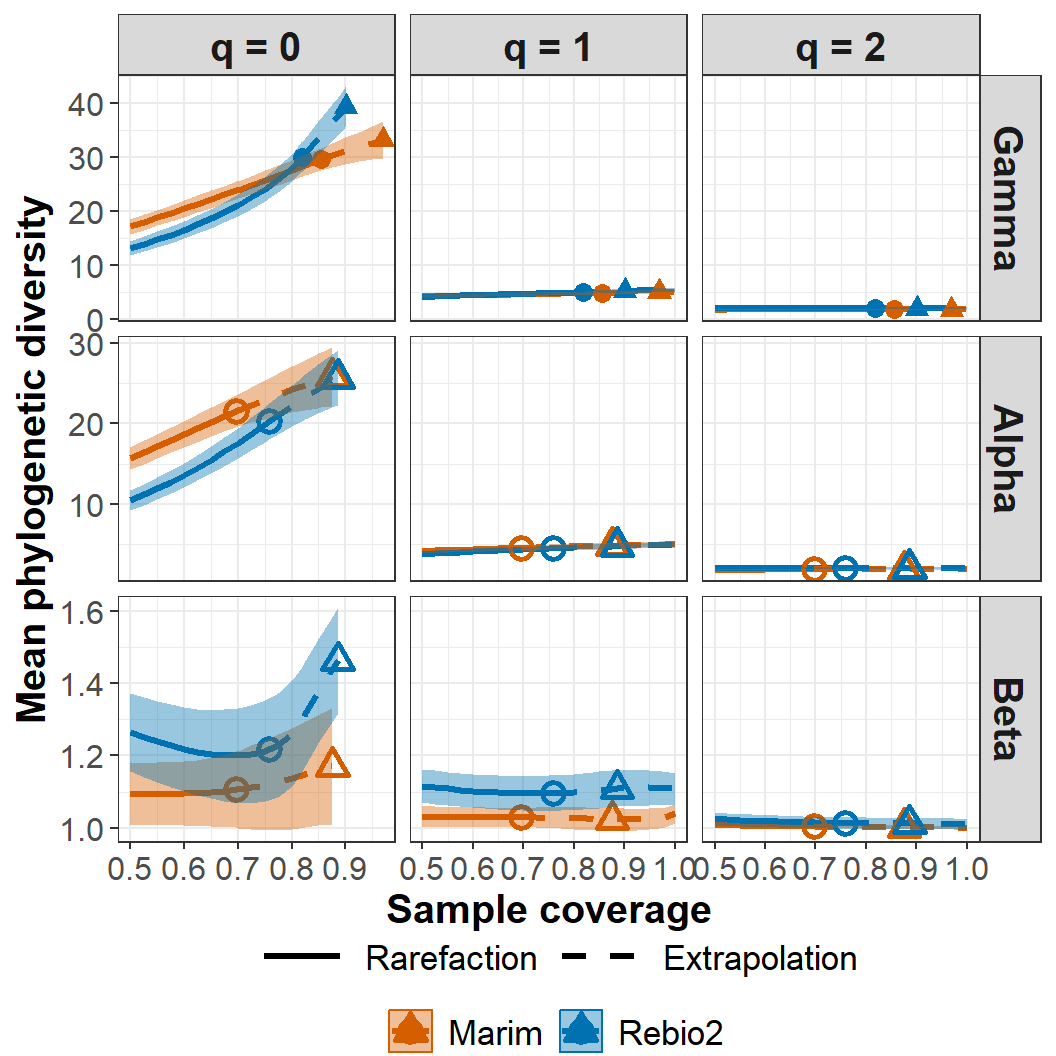 q = 0 q = 1 q = 2
40
30
20
10
0
Gamma
30
20
10
Alpha
1.6
1.4
1.2
1.0
Beta
Mean phylogenetic diversity
0.5 0.6 0.7 0.8 0.9 0.5 0.6 0.7 0.8 0.9 1.0 0.5 0.6 0.7 0.8 0.9 1.0
Sample coverage
Rarefaction Extrapolation
Marim Rebio2